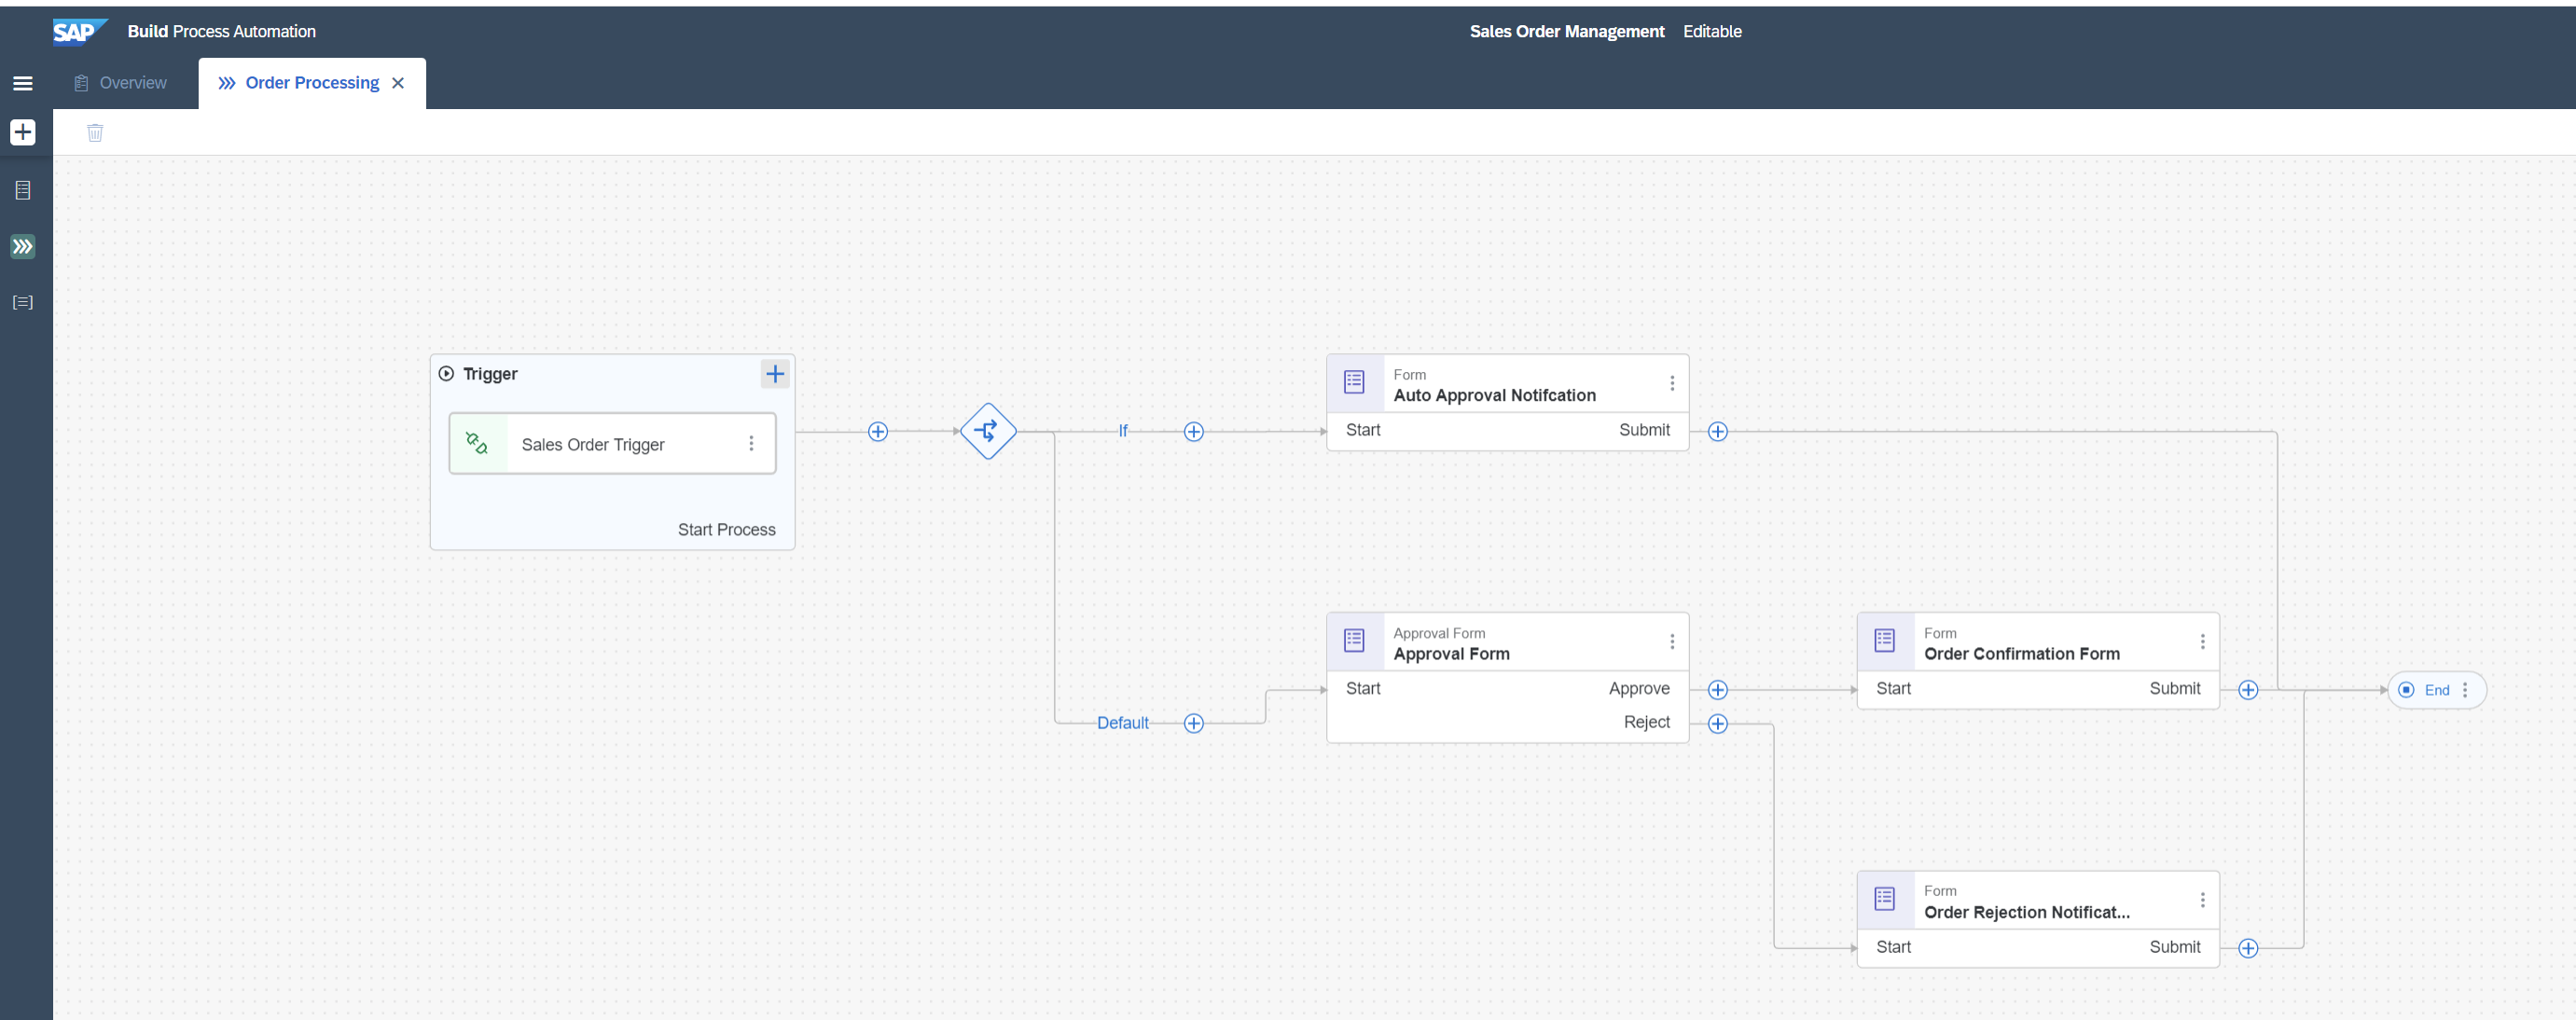 SAP Build Process Automation
Sales Order Management Editable
Overview
Order Processing
Trigger
Sales Order Trigger
Start Process
If
Default
Form
Auto Approval Notifcation
Start Submit
Approval Form
Approval Form
Start Approve
Reject
Form
Order Confirmation Form
Start Submit
Form
Order Rejection Notificat...
Start Submit
End